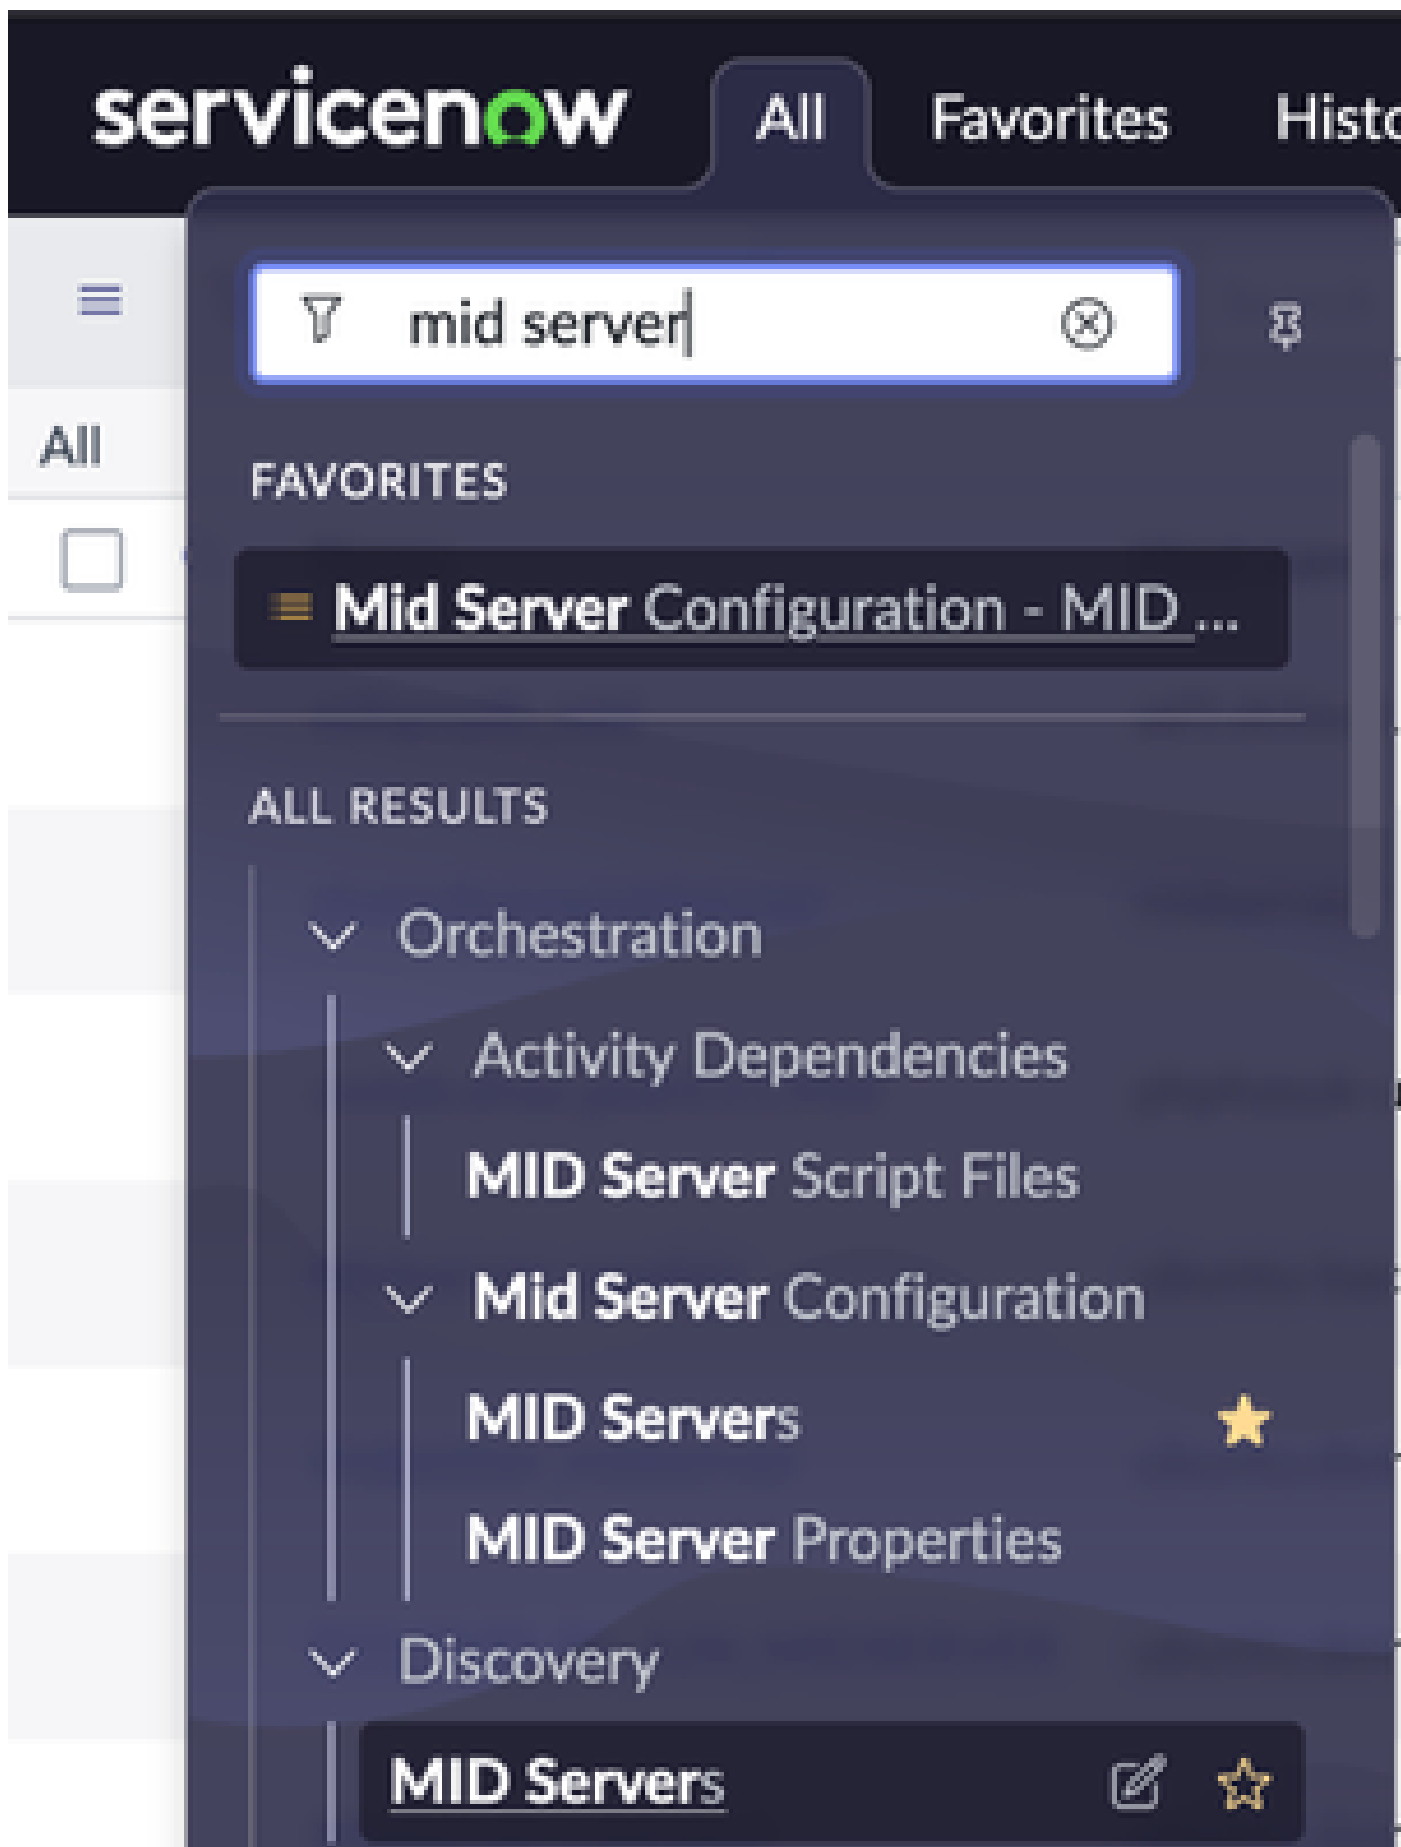 servicenow All Favorites Histo
mid server
All
FAVORITES
Mid Server Configuration - MID ...
ALL RESULTS
Orchestration
Activity Dependencies
MID Server Script Files
Mid Server Configuration
MID Servers
MID Server Properties
Discovery
MID Servers